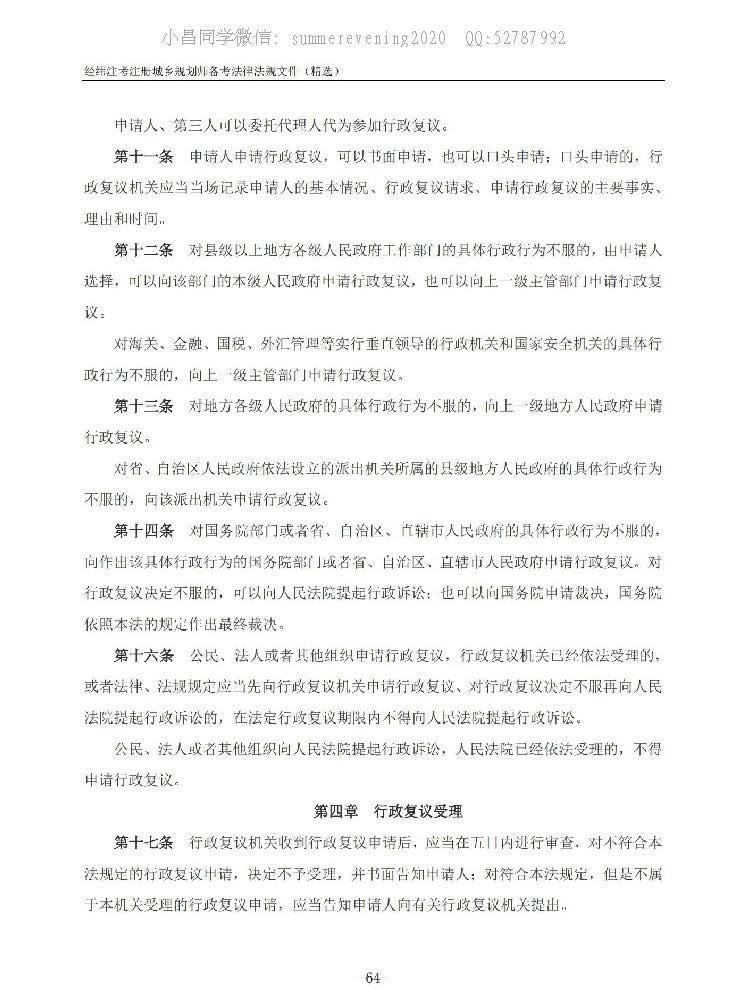 小昌同学微信: summerevening2020 QQ:52787992
经纬注考注册城乡规划师备考法律法规文件（精选）
申请人、第三人可以委托代理人代为参加行政复议。
第十一条 申请人申请行政复议，可以书面申请，也可以口头申请；口头申请的，行
政复议机关应当当场记录申请人的基本情况、行政复议请求、申请行政复议的主要事实、
理由和时间。
第十二条 对县级以上地方各级人民政府工作部门的具体行政行为不服的，由申请人
选择，可以向该部门的本级人民政府申请行政复议，也可以向上一级主管部门申请行政复
议。
对海关、金融、国税、外汇管理等实行垂直领导的行政机关和国家安全机关的具体行
政行为不服的，向上一级主管部门申请行政复议。
第十三条 对地方各级人民政府的具体行政行为不服的，向上一级地方人民政府申请
行政复议。
对省、自治区人民政府依法设立的派出机关所属的县级地方人民政府的具体行政行为
不服的，向该派出机关申请行政复议。
第十四条 对国务院部门或者省、自治区、直辖市人民政府的具体行政行为不服的，
向作出该具体行政行为的国务院部门或者省、自治区、直辖市人民政府申请行政复议。对
行政复议决定不服的，可以向人民法院提起行政诉讼；也可以向国务院申请裁决，国务院
依照本法的规定作出最终裁决。
第十六条 公民、法人或者其他组织申请行政复议，行政复议机关已经依法受理的，
或者法律、法规规定应当先向行政复议机关申请行政复议、对行政复议决定不服再向人民
法院提起行政诉讼的，在法定行政复议期限内不得向人民法院提起行政诉讼。
公民、法人或者其他组织向人民法院提起行政诉讼，人民法院已经依法受理的，不得
申请行政复议。
第四章 行政复议受理
第十七条 行政复议机关收到行政复议申请后，应当在五日内进行审查，对不符合本
法规定的行政复议申请，决定不予受理，并书面告知申请人；对符合本法规定，但是不属
于本机关受理的行政复议申请，应当告知申请人向有关行政复议机关提出。
-64-